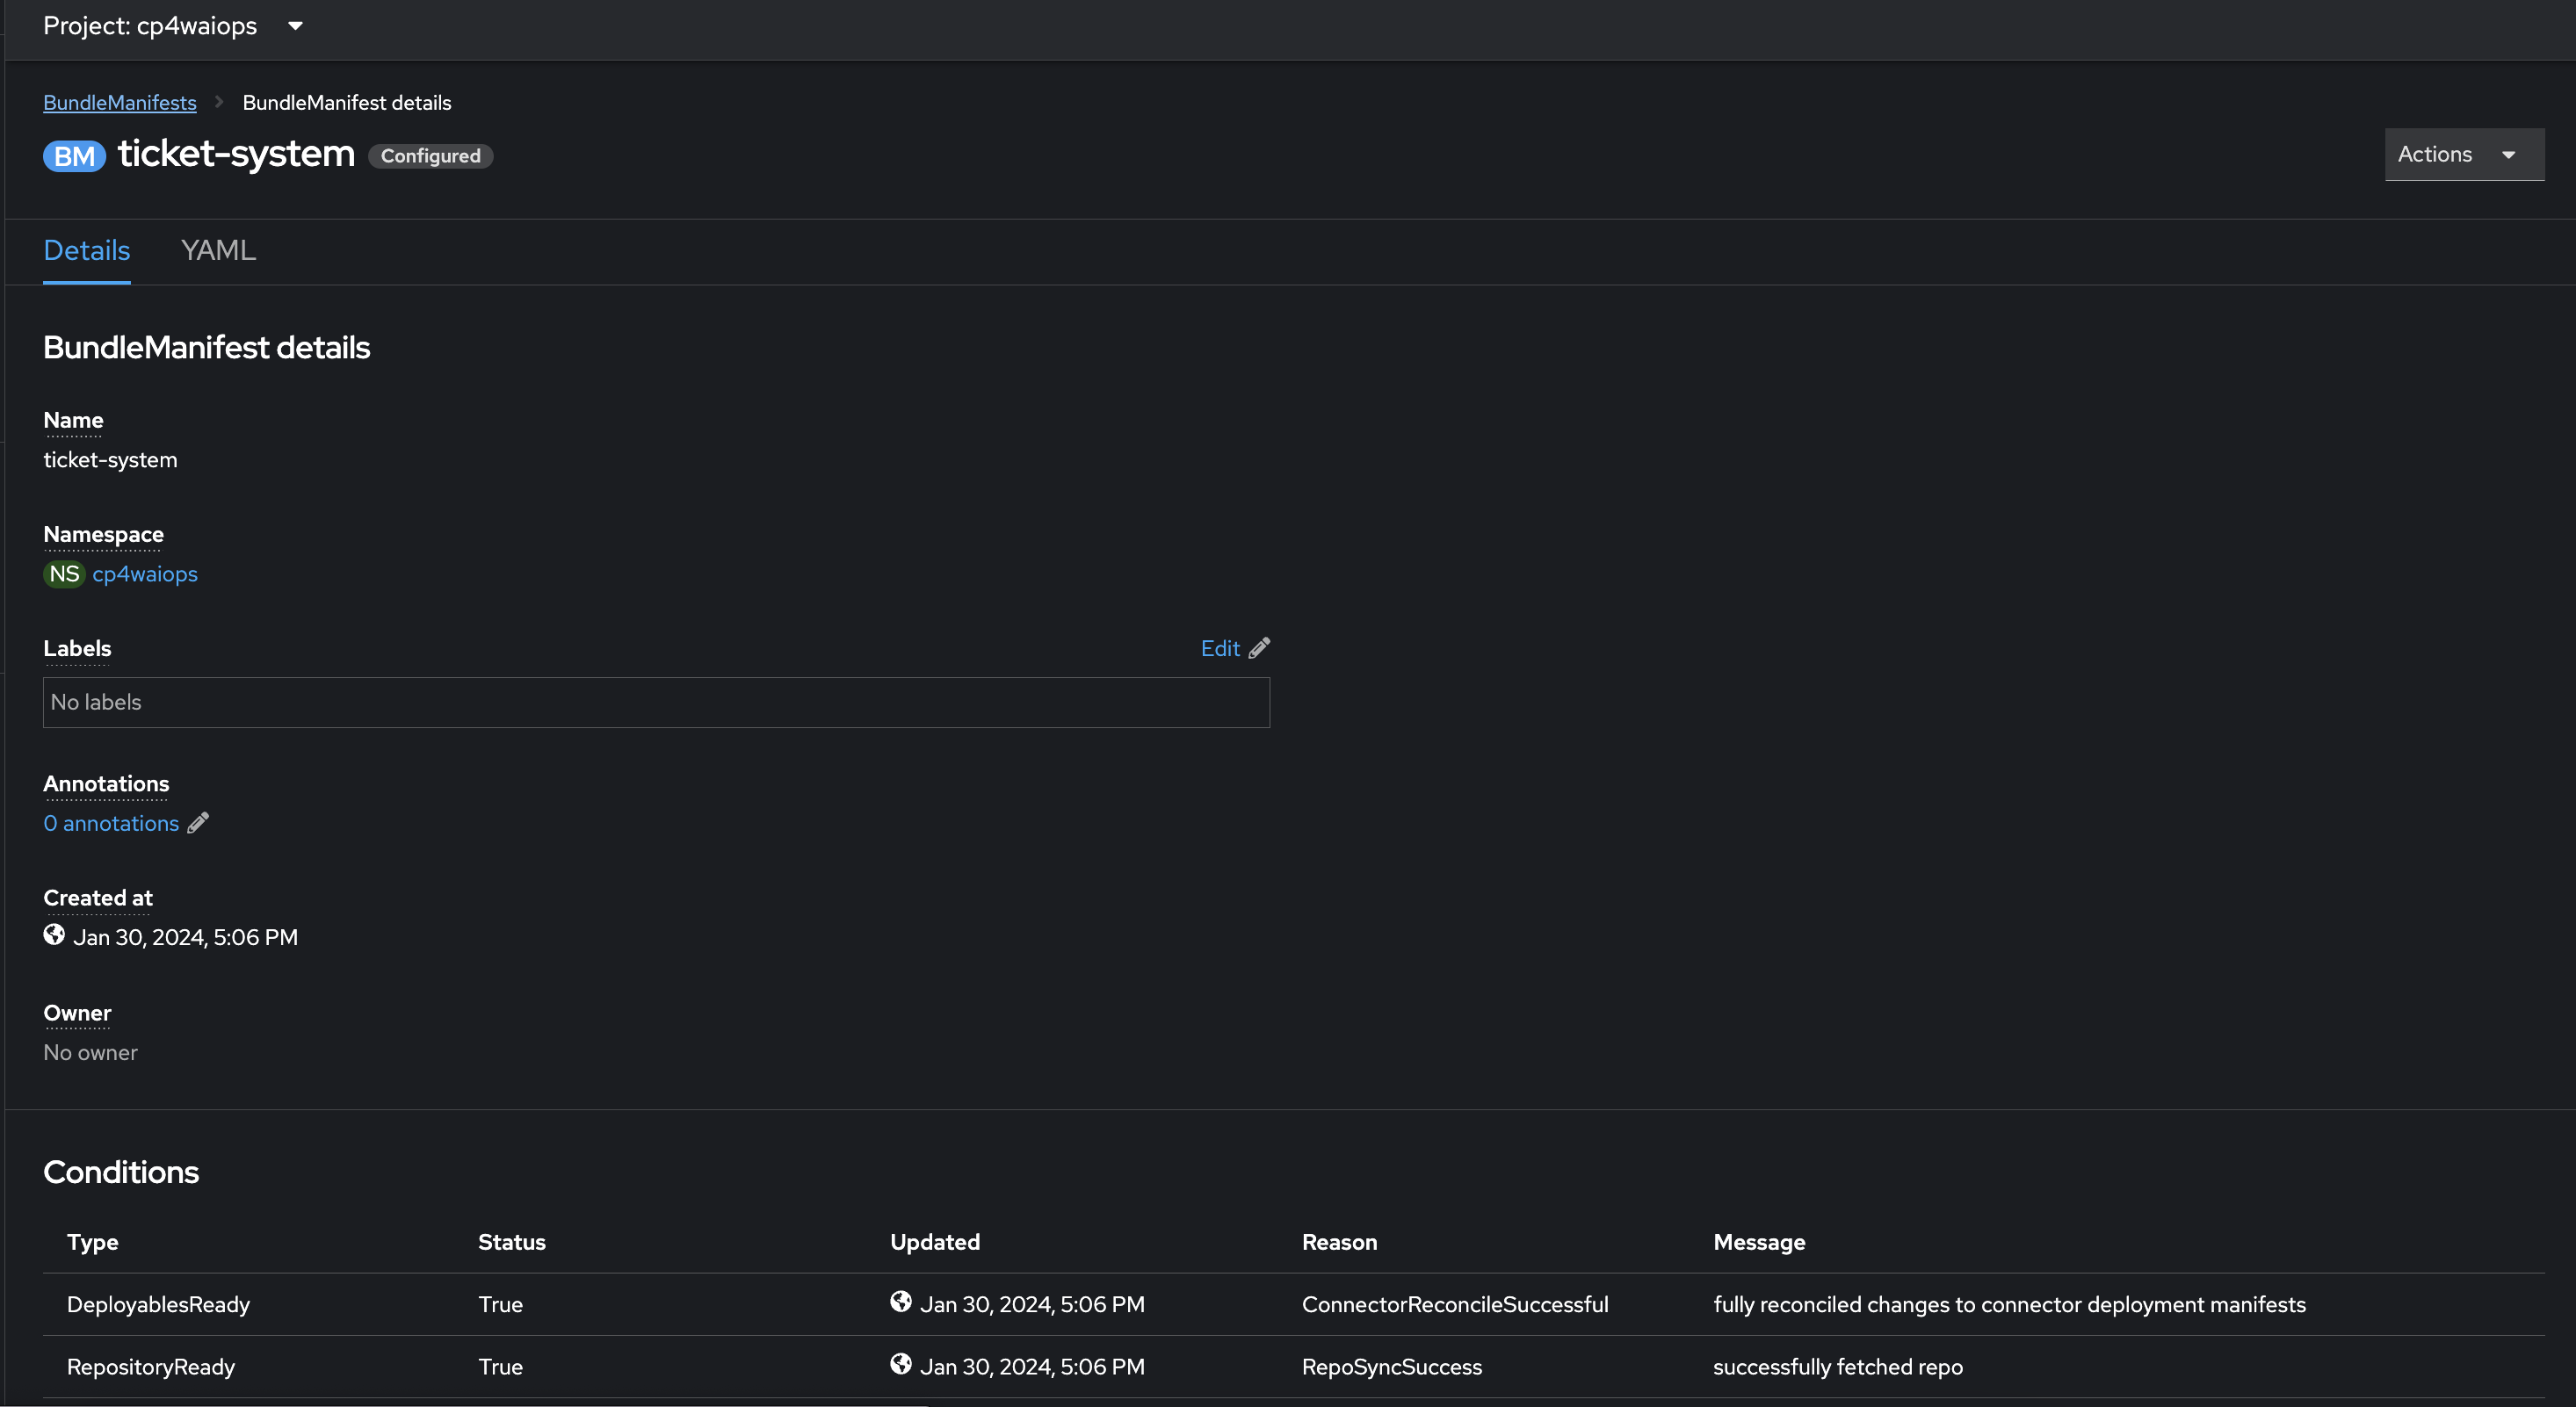 Project: cp4waiops
BundleManifests > BundleManifest details
BM ticket-system Configured
Actions
Details YAML
BundleManifest details
Name
ticket-system
Namespace
NS cp4waiops
Labels Edit
No labels
Annotations
0 annotations
Created at
Jan 30, 2024, 5:06 PM
Owner
No owner
Conditions
Type Status Updated Reason Message
DeployablesReady True Jan 30, 2024, 5:06 PM ConnectorReconcileSuccessful fully reconciled changes to connector deployment manifests
RepositoryReady True Jan 30, 2024, 5:06 PM RepoSyncSuccess successfully fetched repo